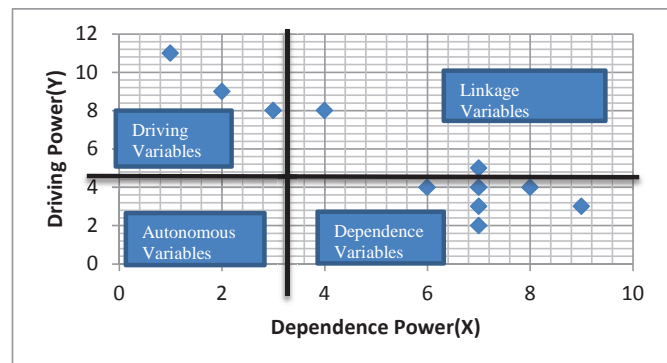 12
10
8
6
4
2
0
Driving Power(Y)
Driving
Variables
Linkage
Variables
Autonomous
Variables
Dependence
Variables
0 2 4 6 8 10
Dependence Power(X)